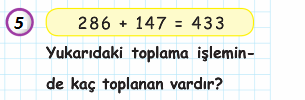 5
286 + 147 = 433
Yukarıdaki toplama işlemin-
de kaç toplanan vardır?